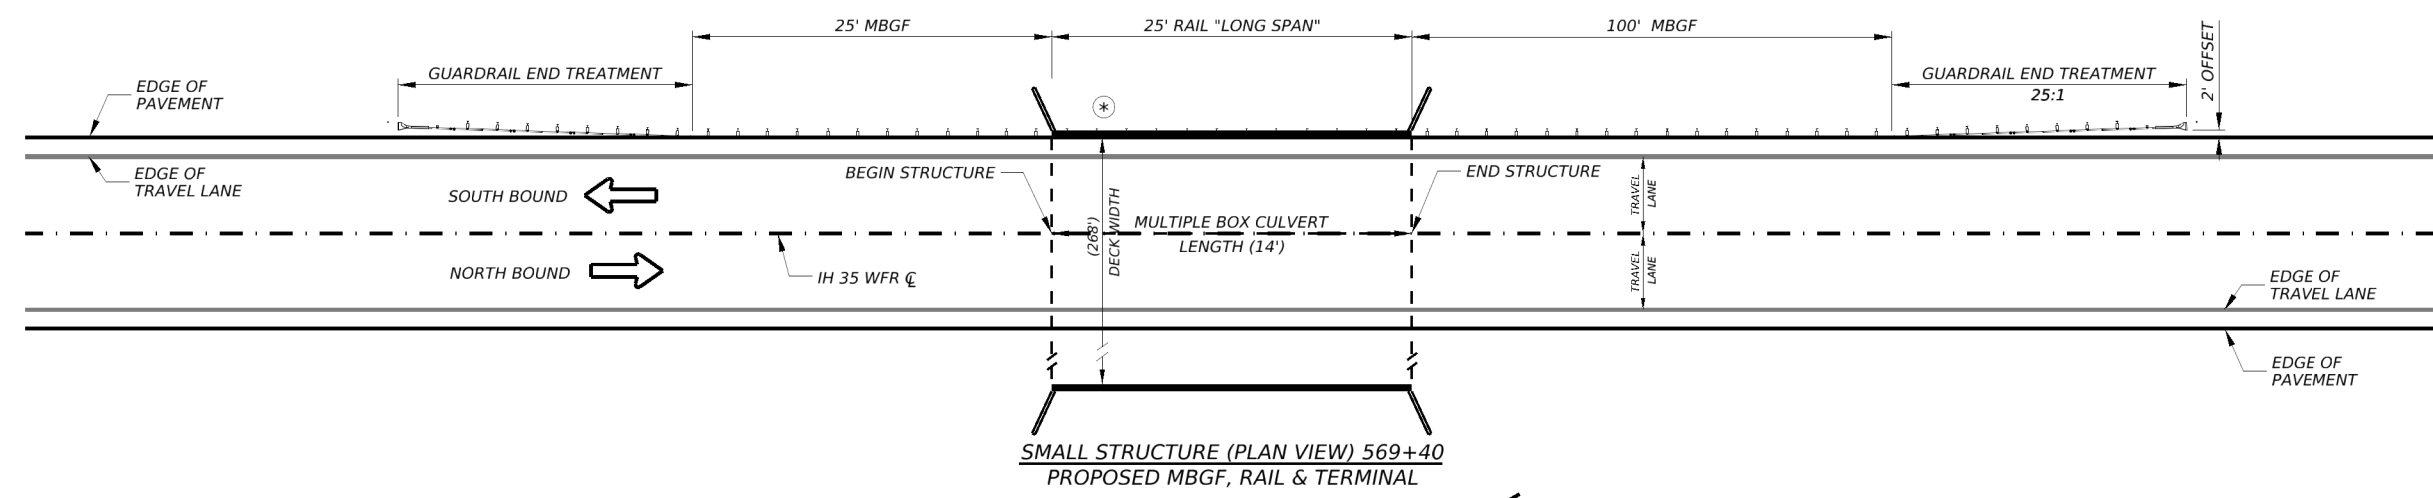 25' MBGF
25' RAIL "LONG SPAN"
100' MBGF
GUARDRAIL END TREATMENT
GUARDRAIL END TREATMENT
25:1
2' OFFSET
EDGE OF
PAVEMENT
*
EDGE OF
TRAVEL LANE
BEGIN STRUCTURE
END STRUCTURE
SOUTH BOUND
TRAVEL
LANE
(268')
DECK WIDTH
MULTIPLE BOX CULVERT
LENGTH (14')
NORTH BOUND
IH 35 WFR ℄
TRAVEL
LANE
EDGE OF
TRAVEL LANE
EDGE OF
PAVEMENT
SMALL STRUCTURE (PLAN VIEW) 569+40
PROPOSED MBGF, RAIL & TERMINAL